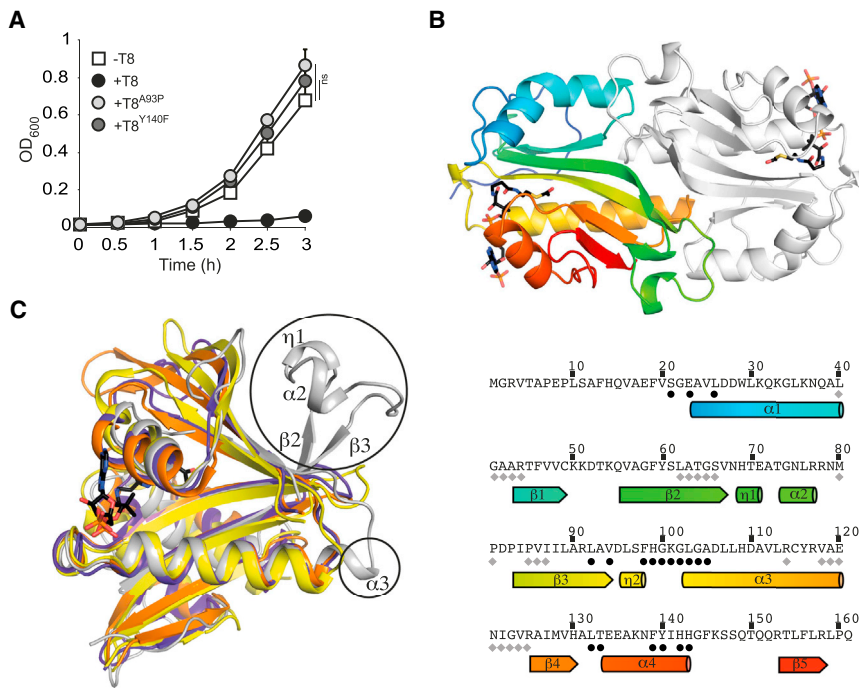 A
1
0.8
0.6
0.4
0.2
0
OD600
-T8
+T8
+T8A93P
+T8Y140F
ns
0 0.5 1 1.5 2 2.5 3
Time (h)
B
C
η1
α2
β2
β3
α3
10 20 30 40
MGRVTAPEPLSAFHQVAEFVSGEAVLDDWLKQKGLKNQAL
α1
50 60 70 80
GAARTFVVCKKDTKQVAGFYSLATGSVNHTEATGNLRRNM
β1 β2 η1 α2
90 100 110 120
PDPIPVIILARLAVDLSFHGKGLGADLLHDAVLRCYRVAE
β3 η2 α3
130 140 150 160
NIGVRAIMVHALTEEAKNFYIHHGFKSSQTQQRTLFLRLPQ
β4 α4 β5